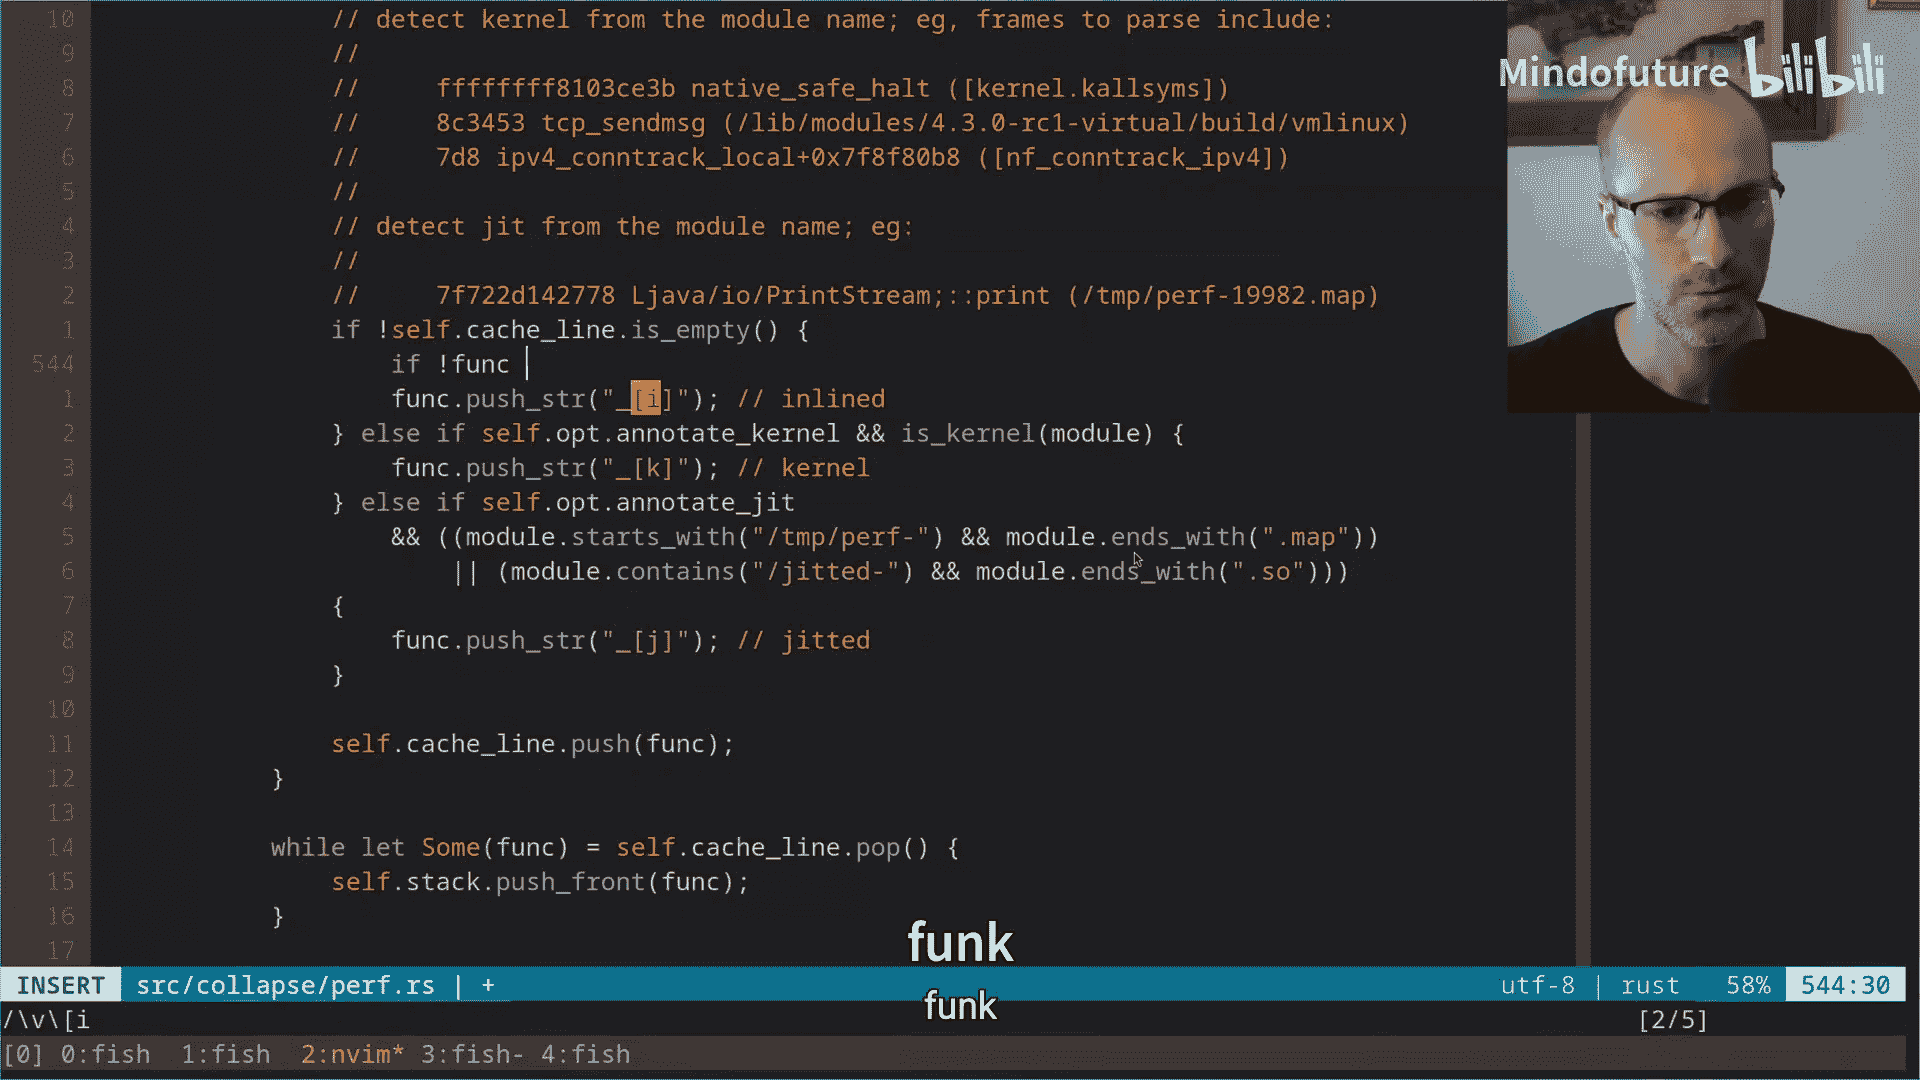 10 // detect kernel from the module name; eg, frames to parse include:
9 //
8 // ffffffff8103ce3b native_safe_halt ([kernel.kallsyms])
7 // 8c3453 tcp_sendmsg (/lib/modules/4.3.0-rc1-virtual/build/vmlinux)
6 // 7d8 ipv4_conntrack_local+0x7f8f80b8 ([nf_conntrack_ipv4])
5 //
4 // detect jit from the module name; eg:
3 //
2 // 7f722d142778 Ljava/io/PrintStream;::print (/tmp/perf-19982.map)
1 if !self.cache_line.is_empty() {
544 if !func
1 func.push_str("_[i]"); // inlined
2 } else if self.opt.annotate_kernel && is_kernel(module) {
3 func.push_str("_[k]"); // kernel
4 } else if self.opt.annotate_jit
5 && ((module.starts_with("/tmp/perf-") && module.ends_with(".map"))
6 || (module.contains("/jitted-") && module.ends_with(".so")))
7 {
8 func.push_str("_[j]"); // jitted
9 }
10
11 self.cache_line.push(func);
12 }
13
14 while let Some(func) = self.cache_line.pop() {
15 self.stack.push_front(func);
16 }
17
Mindofuture bilibili
funk
funk
INSERT src/collapse/perf.rs | + utf-8 | rust 58% 544:30
/\v\[i [2/5]
[0] 0:fish 1:fish 2:nvim* 3:fish- 4:fish